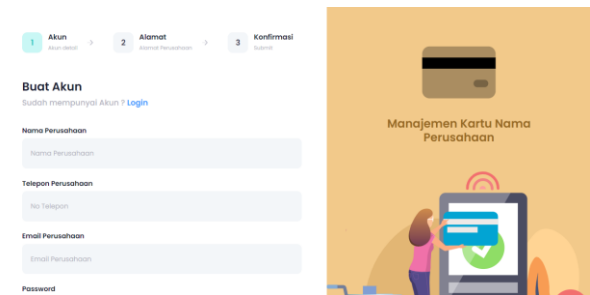 1 Akun
Akun detail
2 Alamat
Alamat Perusahaan
3 Konfirmasi
Submit
Buat Akun
Sudah mempunyai Akun ? Login
Nama Perusahaan
Nama Perusahaan
Telepon Perusahaan
No Telepon
Email Perusahaan
Email Perusahaan
Password
Manajemen Kartu Nama
Perusahaan